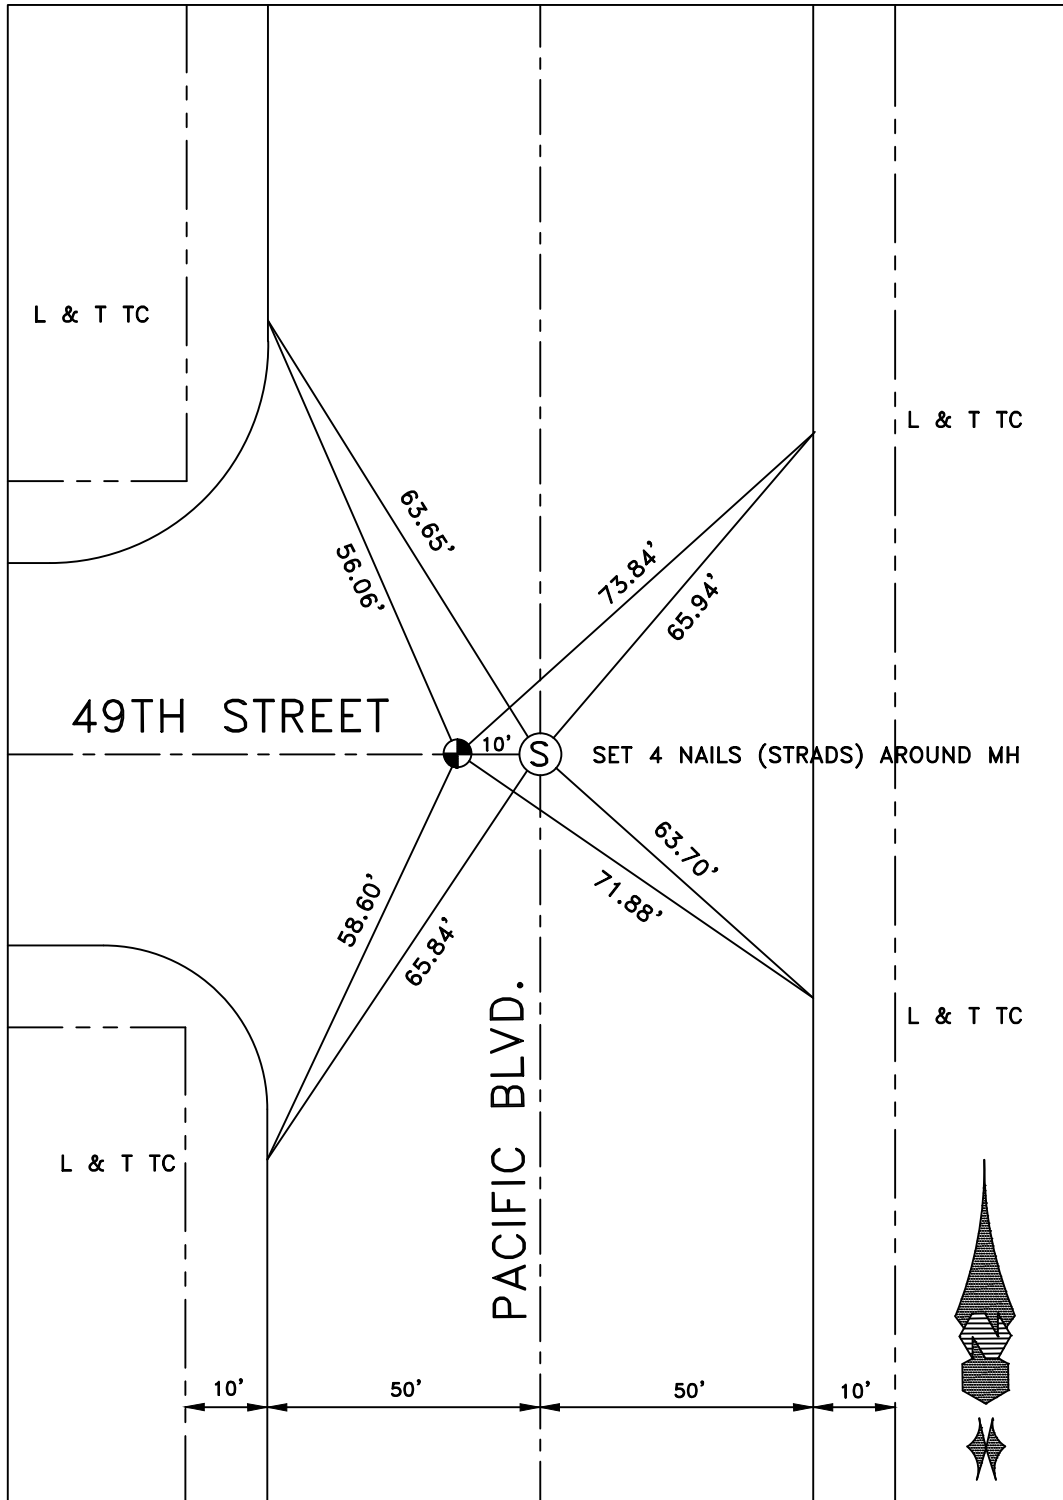 L & T TC
L & T TC
63.65'
56.06'
73.84'
65.94'
49TH STREET
10'
S
SET 4 NAILS (STRADS) AROUND MH
63.70'
71.88'
58.60'
65.84'
PACIFIC BLVD.
L & T TC
L & T TC
10'
50'
50'
10'